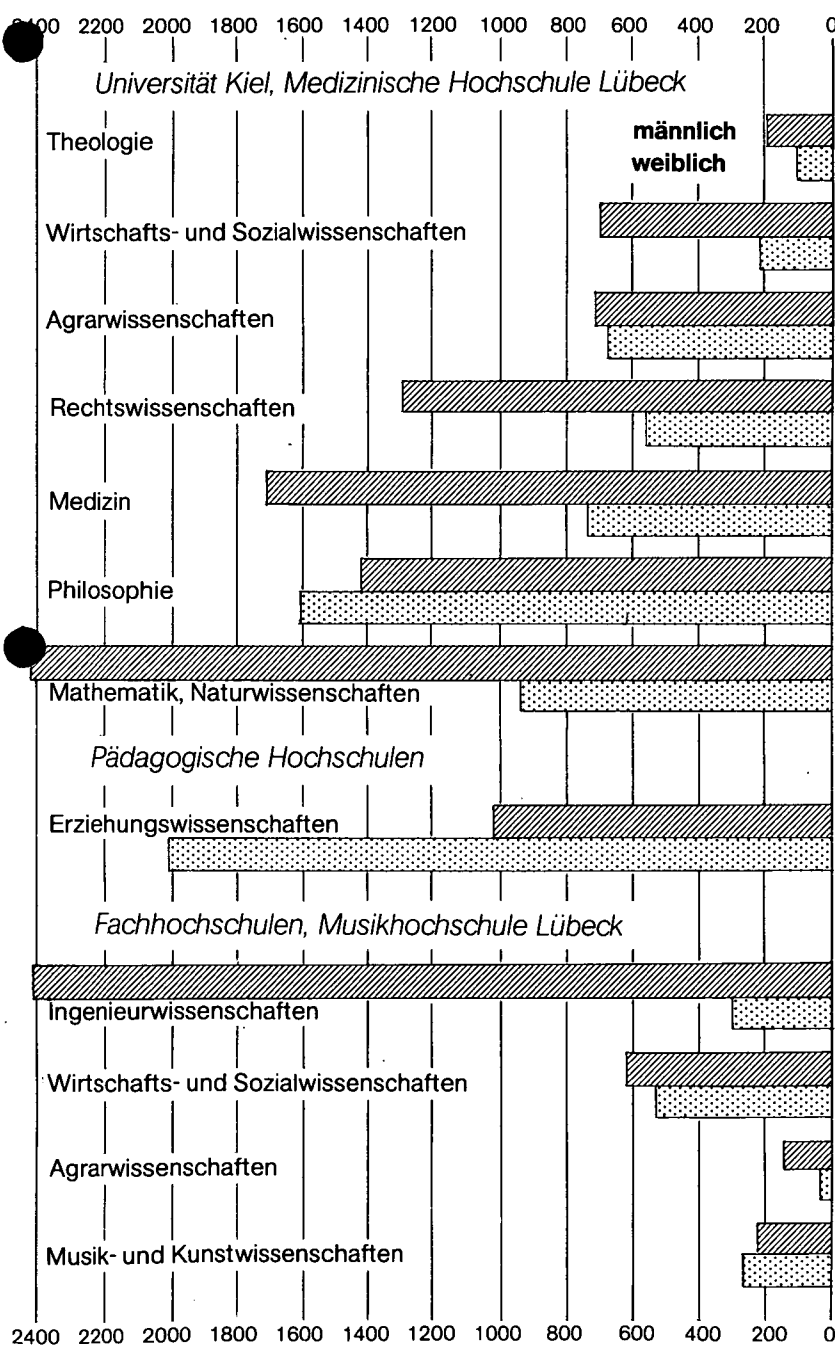 2400 2200 2000 1800 1600 1400 1200 1000 800 600 400 200 0
Universität Kiel, Medizinische Hochschule Lübeck
männlich
Theologie
weiblich
Wirtschafts- und Sozialwissenschaften
Agrarwissenschaften
Rechtswissenschaften
Medizin
Philosophie
Mathematik, Naturwissenschaften
Pädagogische Hochschulen
Erziehungswissenschaften
Fachhochschulen, Musikhochschule Lübeck
Ingenieurwissenschaften
Wirtschafts- und Sozialwissenschaften
Agrarwissenschaften
Musik- und Kunstwissenschaften
2400 2200 2000 1800 1600 1400 1200 1000 800 600 400 200 0